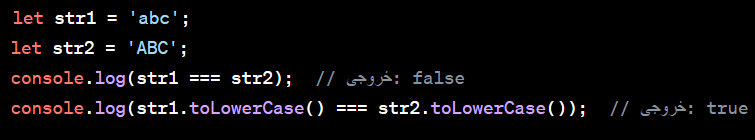 let str1 = 'abc';
let str2 = 'ABC';
console.log(str1 === str2);  // خروجی: false
console.log(str1.toLowerCase() === str2.toLowerCase());  // خروجی: true